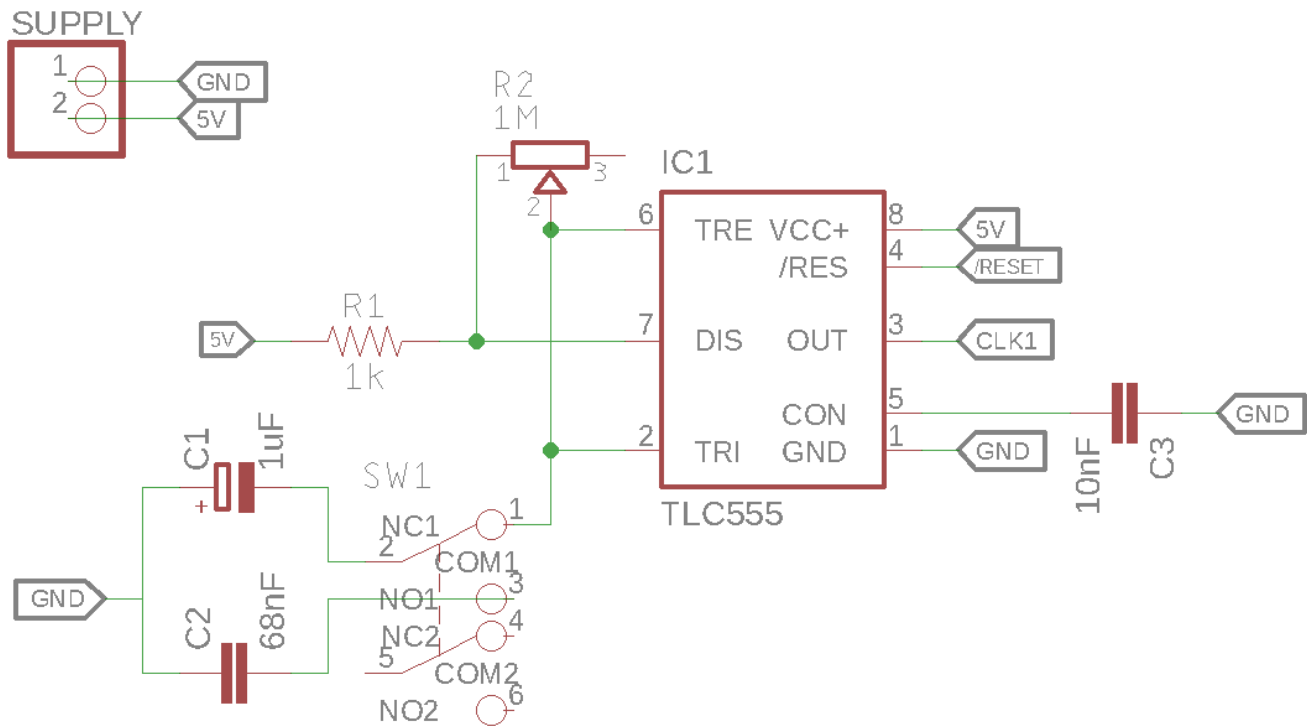 SUPPLY
1
GND
2
5V
R2
1M
1
3
2
IC1
6
TRE
VCC+
8
5V
/RES
4
/RESET
R1
5V
1k
7
DIS
OUT
3
CLK1
CON
5
10nF
C3
GND
2
TRI
GND
1
GND
TLC555
C1
1uF
+
SW1
NC1
1
2
COM1
GND
C2
68nF
NO1
3
NC2
4
5
COM2
NO2
6